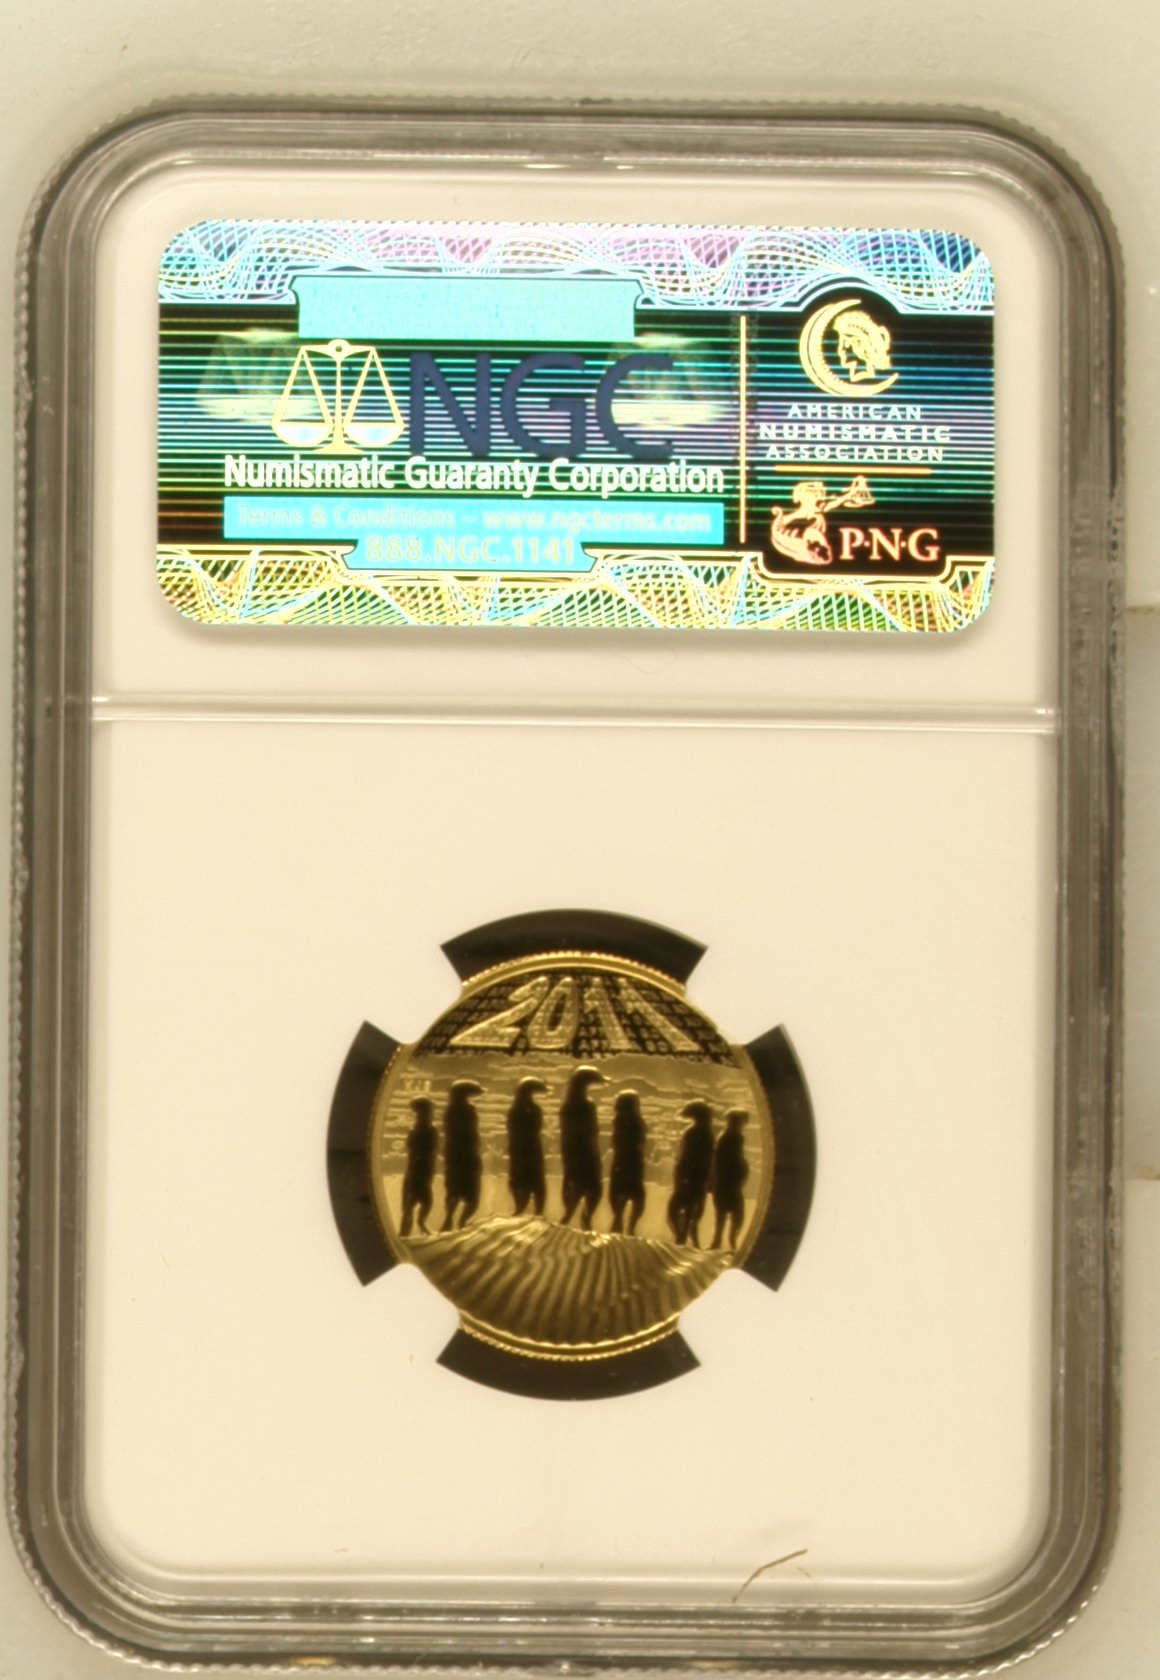 NGC
Numismatic Guaranty Corporation
Terms & Conditions - www.ngcterms.com
888.NGC.1141
AMERICAN
NUMISMATIC
ASSOCIATION
P·N·G
2011